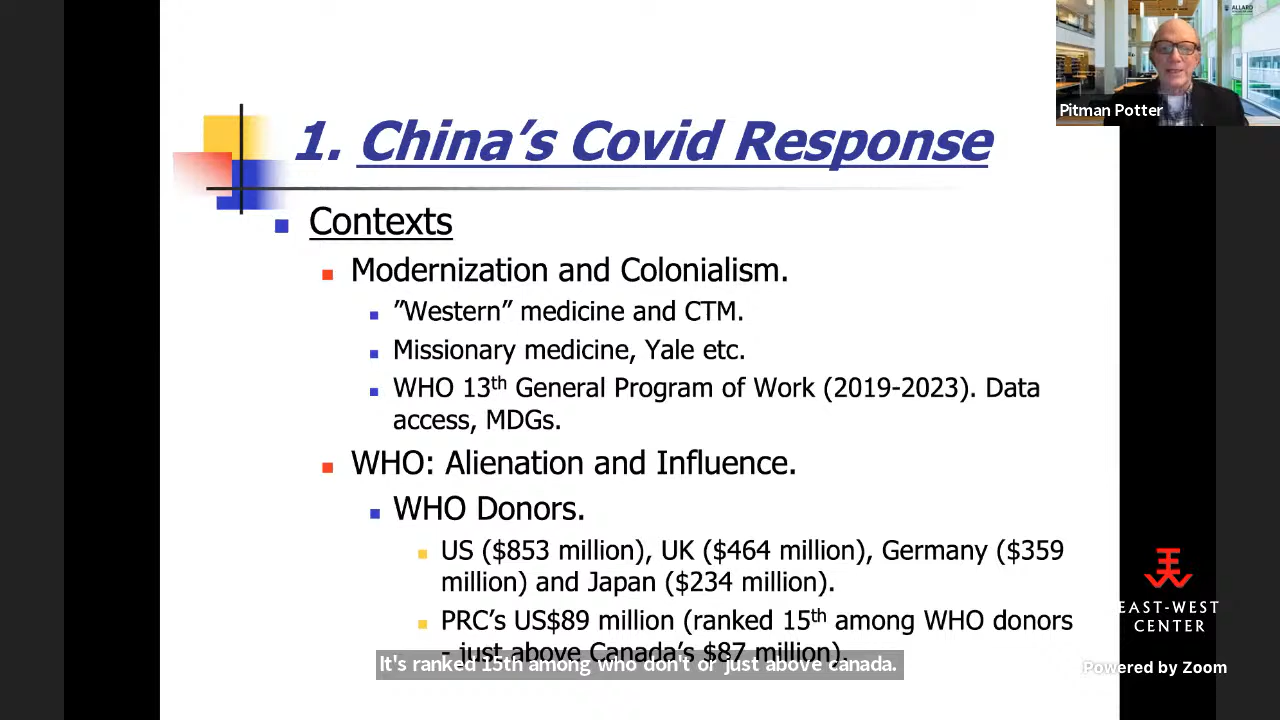 ALLARD
Pitman Potter
1. China's Covid Response
Contexts
Modernization and Colonialism.
"Western" medicine and CTM.
Missionary medicine, Yale etc.
WHO 13th General Program of Work (2019-2023). Data
access, MDGs.
WHO: Alienation and Influence.
WHO Donors.
US ($853 million), UK ($464 million), Germany ($359
million) and Japan ($234 million).
PRC's US$89 million (ranked 15th among WHO donors
- just above Canada's $87 million).
It's ranked 15th among who don't or just above canada.
EAST-WEST
CENTER
Powered by Zoom